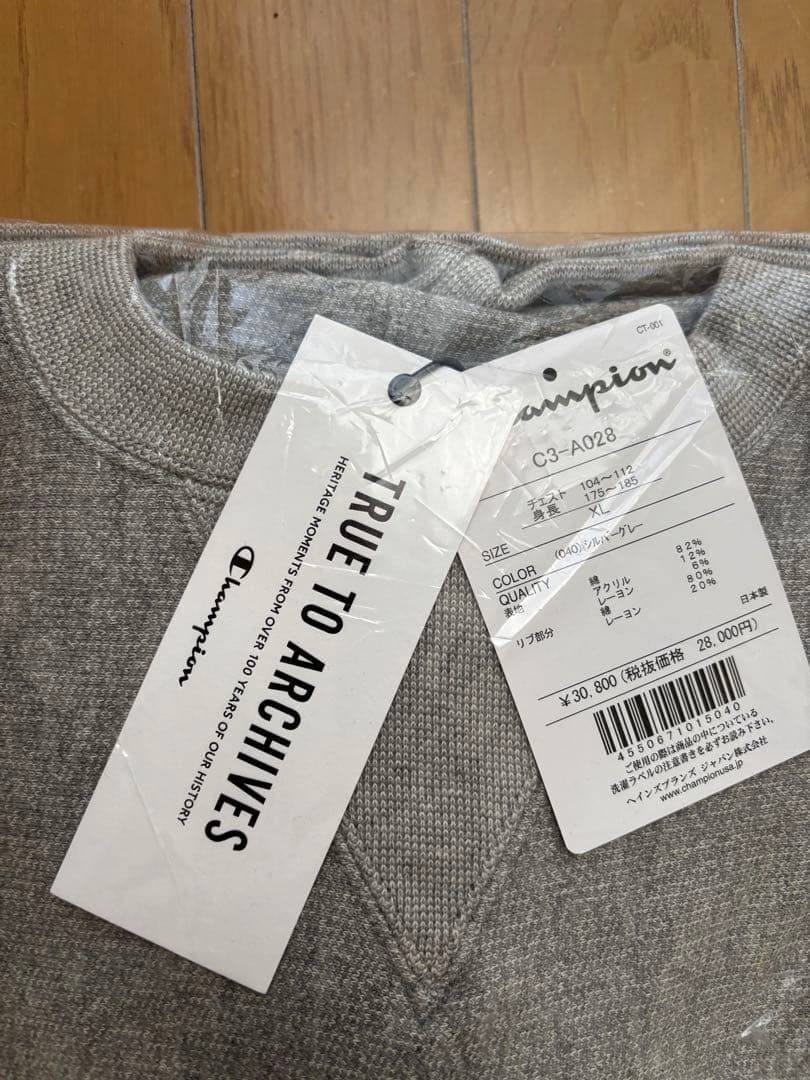 TRUE TO ARCHIVES
HERITAGE MOMENTS FROM OVER 100 YEARS OF OUR HISTORY
Champion
CT-001
ampion®
C3-A028
チェスト 104〜112
身長 175〜185
SIZE XL
COLOR (040)シルバーグレー
QUALITY
表地 綿 82%
アクリル 12%
レーヨン 6%
リブ部分 綿 80%
レーヨン 20%
日本製
¥30,800(税抜価格 28,000円)
4550671015040
ご使用の際は商品の中についている
洗濯ラベルの注意書きを必ずお読み下さい。
ヘインズブランズ ジャパン株式会社
www.championusa.jp